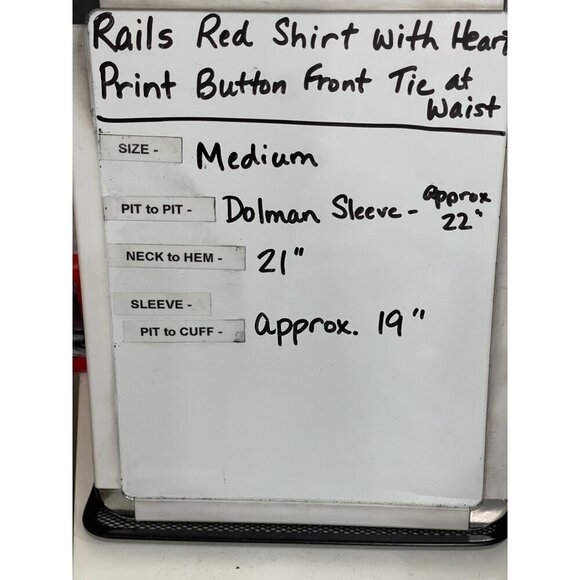 Rails Red Shirt with Heart
Print Button Front Tie at
Waist
SIZE - Medium
PIT to PIT - Dolman Sleeve - approx
22"
NECK to HEM - 21"
SLEEVE -
PIT to CUFF - approx. 19"